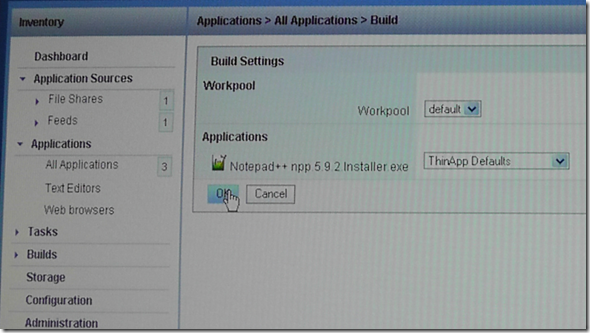 Inventory
Dashboard
Application Sources
File Shares 1
Feeds 1
Applications
All Applications 3
Text Editors
Web browsers
Tasks
Builds
Storage
Configuration
Administration
Applications > All Applications > Build
Build Settings
Workpool
Workpool default
Applications
Notepad++ npp 5.9.2 Installer.exe ThinApp Defaults
OK Cancel